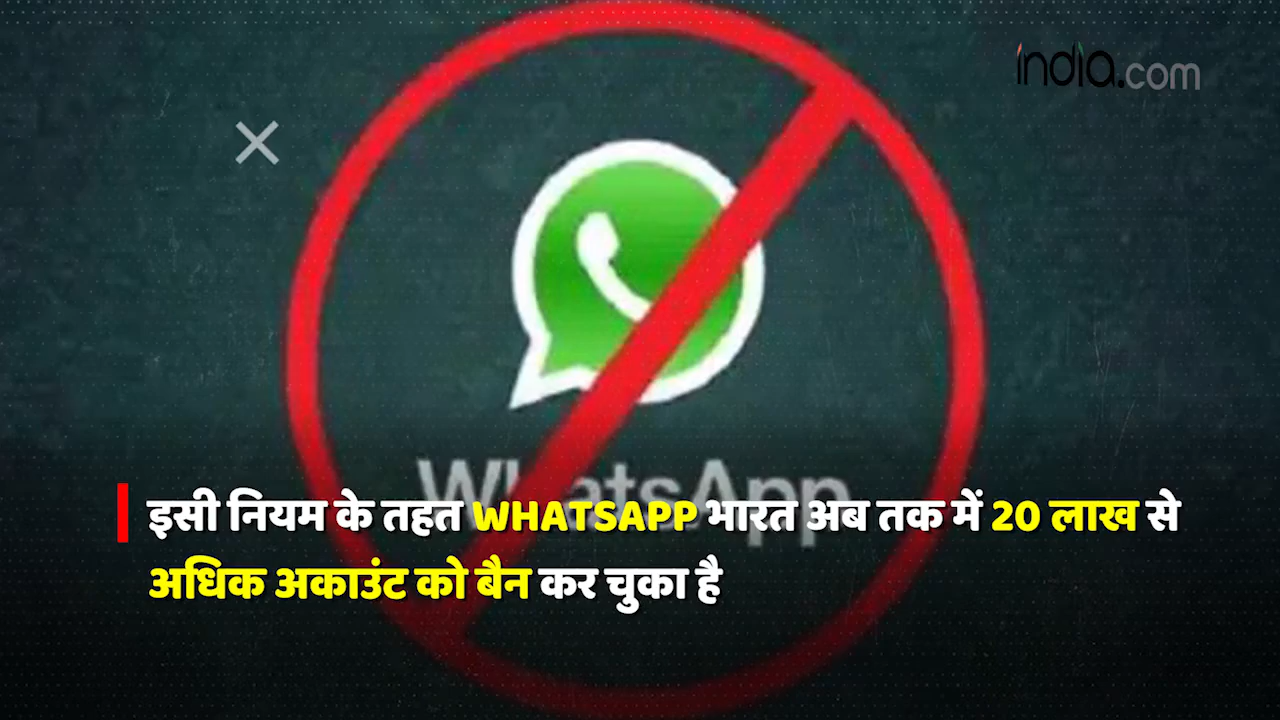 india.com
WhatsApp
इसी नियम के तहत WHATSAPP भारत अब तक में 20 लाख से
अधिक अकाउंट को बैन कर चुका है